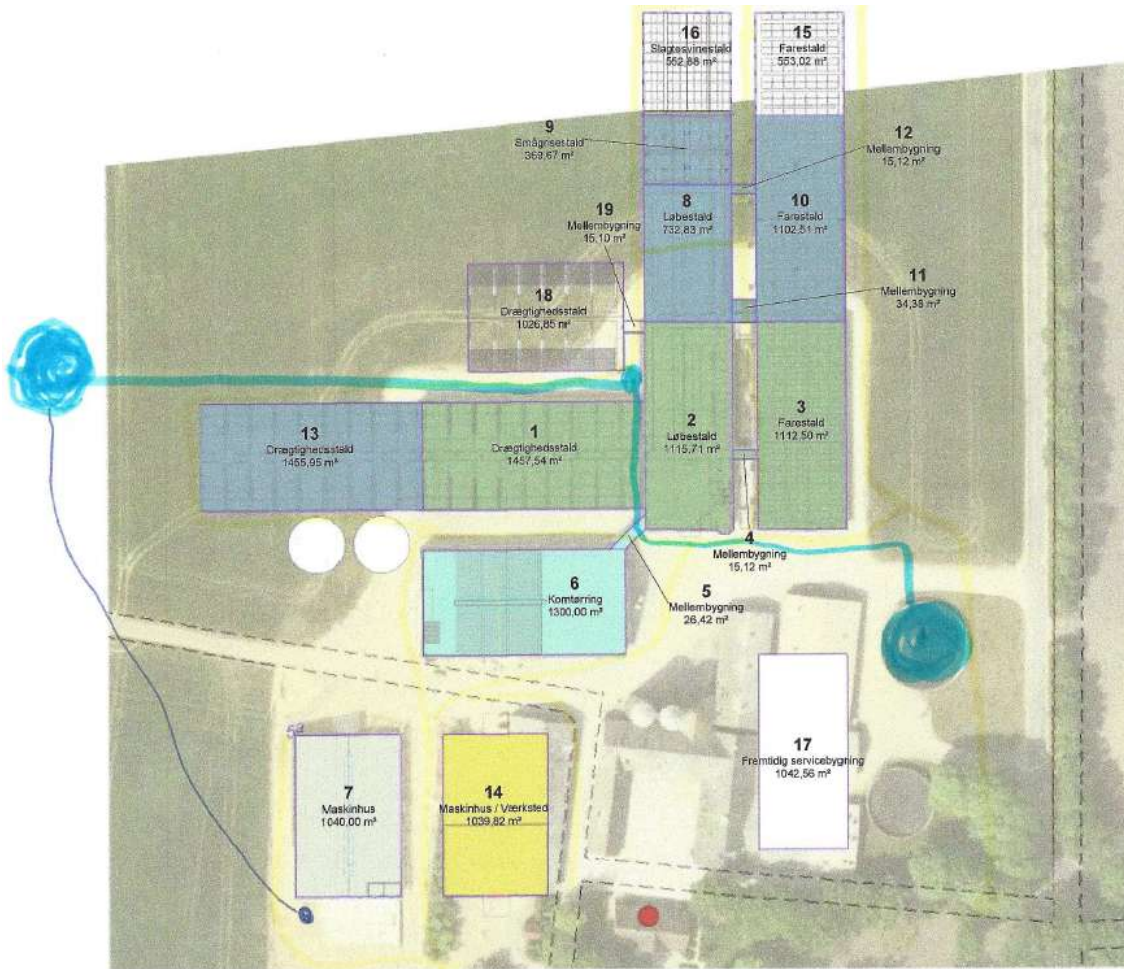 16
Slagtesvinestald
552,88 m²
15
Farestald
553,02 m²
9
Smågrisestald
369,67 m²
12
Mellembygning
15,12 m²
8
Løbestald
732,83 m²
10
Farestald
1102,51 m²
19
Mellembygning
15,10 m²
11
Mellembygning
34,38 m²
18
Drægtighedsstald
1026,85 m²
13
Drægtighedsstald
1455,95 m²
1
Drægtighedsstald
1457,54 m²
2
Løbestald
1115,71 m²
3
Farestald
1112,50 m²
4
Mellembygning
15,12 m²
5
Mellembygning
26,42 m²
6
Korntørring
1300,00 m²
17
Fremtidig servicebygning
1042,56 m²
7
Maskinhus
1040,00 m²
14
Maskinhus / Værksted
1039,82 m²